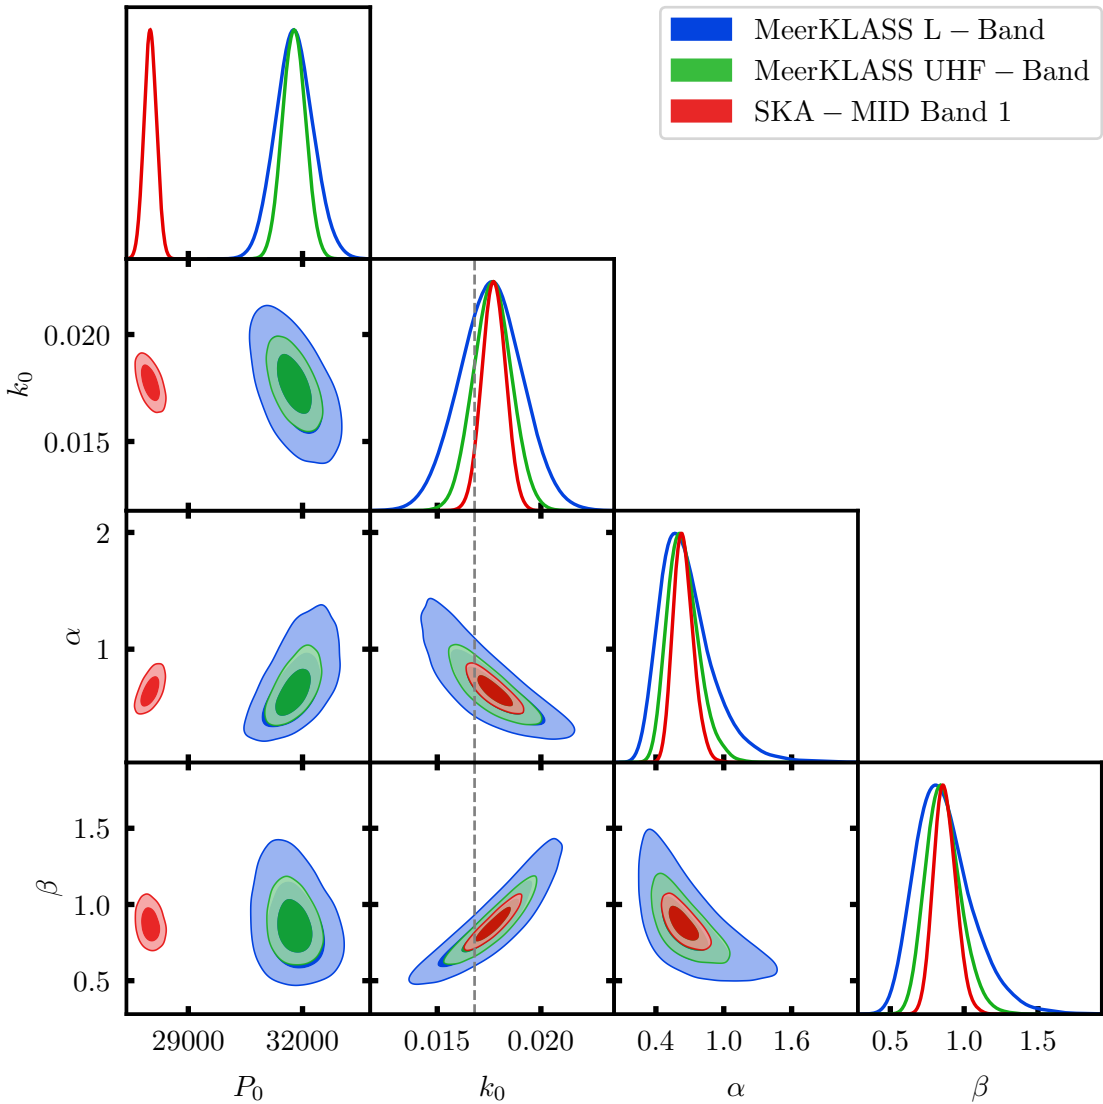 MeerKLASS L − Band
MeerKLASS UHF − Band
SKA − MID Band 1
0.020
0.015
k₀
2
1
α
1.5
1.0
0.5
β
29000 32000
0.015 0.020
0.4 1.0 1.6
0.5 1.0 1.5
P₀
k₀
α
β